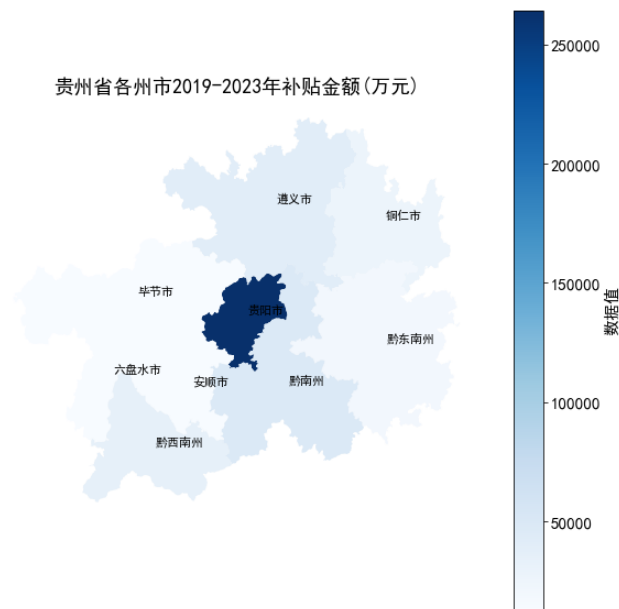 贵州省各州市2019-2023年补贴金额(万元)
遵义市
铜仁市
毕节市
贵阳市
黔东南州
六盘水市
安顺市
黔南州
黔西南州
250000
200000
150000
100000
50000
数据值